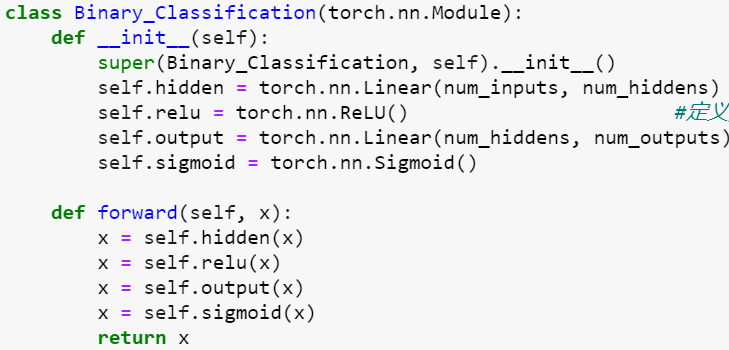 class Binary_Classification(torch.nn.Module):
    def __init__(self):
        super(Binary_Classification, self).__init__()
        self.hidden = torch.nn.Linear(num_inputs, num_hiddens)
        self.relu = torch.nn.ReLU()                       #定义
        self.output = torch.nn.Linear(num_hiddens, num_outputs)
        self.sigmoid = torch.nn.Sigmoid()
    def forward(self, x):
        x = self.hidden(x)
        x = self.relu(x)
        x = self.output(x)
        x = self.sigmoid(x)
        return x